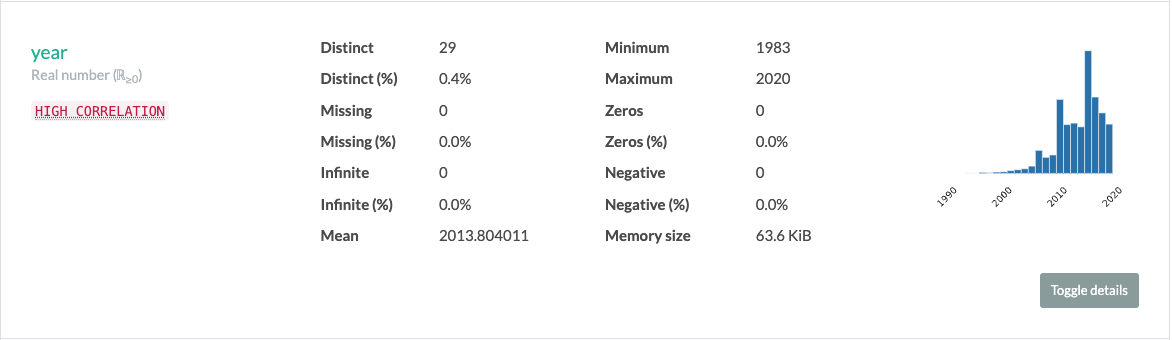 year
Real number (ℝ≥0)
HIGH CORRELATION
Distinct 29
Distinct (%) 0.4%
Missing 0
Missing (%) 0.0%
Infinite 0
Infinite (%) 0.0%
Mean 2013.804011
Minimum 1983
Maximum 2020
Zeros 0
Zeros (%) 0.0%
Negative 0
Negative (%) 0.0%
Memory size 63.6 KiB
1990 2000 2010 2020
Toggle details